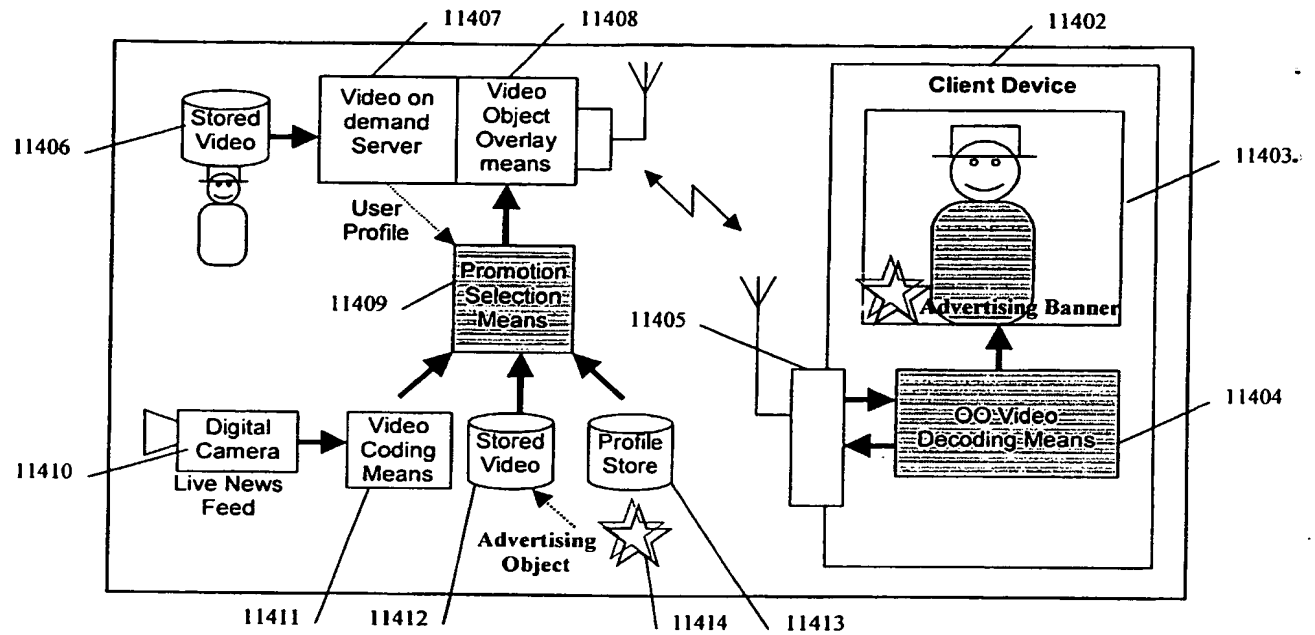 11407
11408
11402
Client Device
Stored
Video
Video on
demand
Server
Video
Object
Overlay
means
11406
11403
User
Profile
Promotion
Selection
Means
11409
11405
Advertising Banner
OO Video
Decoding Means
11404
Digital
Camera
Video
Coding
Means
Stored
Video
Profile
Store
11410
Live News
Feed
Advertising
Object
11411
11412
11414
11413